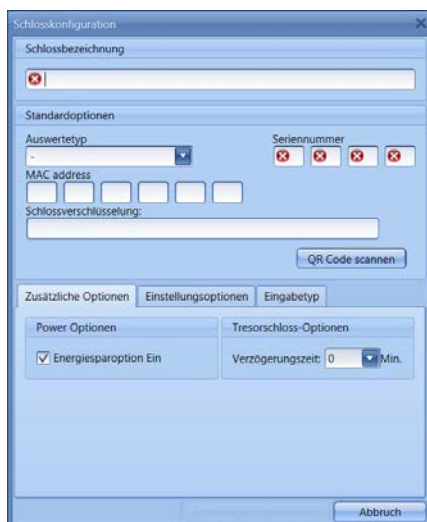 Schlosskonfiguration
Schlossbezeichnung
Standardoptionen
Auswertetyp
Seriennummer
-
MAC address
Schlossverschlüsselung:
QR Code scannen
Zusätzliche Optionen
Einstellungsoptionen
Eingabetyp
Power Optionen
Tresorschloss-Optionen
Energiesparoption Ein
Verzögerungszeit: 0 Min.
Abbruch